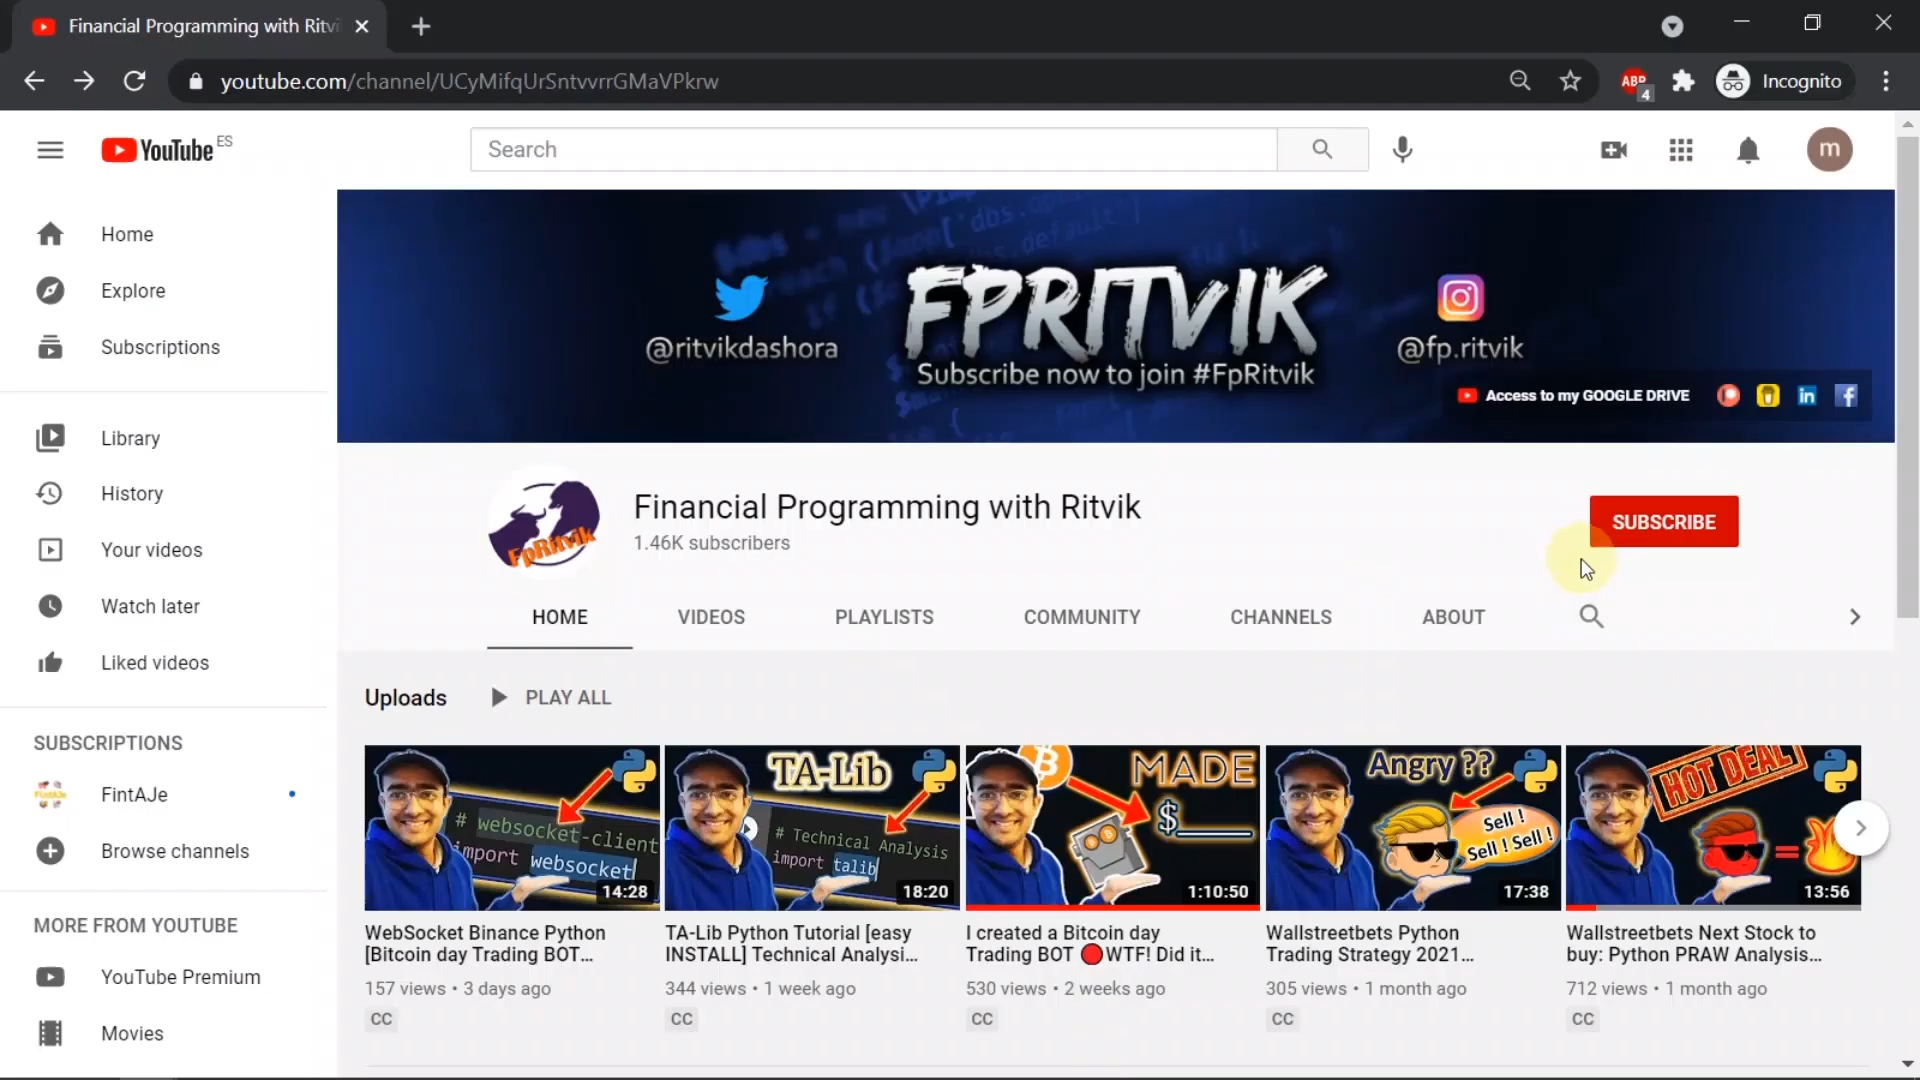 Financial Programming with Ritvi
youtube.com/channel/UCyMifqUrSntvvrrGMaVPkrw
ABP
4
Incognito
YouTube ES
Search
m
Home
Explore
Subscriptions
Library
History
Your videos
Watch later
Liked videos
SUBSCRIPTIONS
FintAJe
Browse channels
MORE FROM YOUTUBE
YouTube Premium
Movies
@ritvikdashora
FPRITVIK
Subscribe now to join #FpRitvik
@fp.ritvik
Access to my GOOGLE DRIVE
FpRitvik
Financial Programming with Ritvik
1.46K subscribers
SUBSCRIBE
HOME VIDEOS PLAYLISTS COMMUNITY CHANNELS ABOUT
Uploads PLAY ALL
# websocket-client
import websocket
14:28
WebSocket Binance Python
[Bitcoin day Trading BOT...
157 views • 3 days ago
CC
TA-Lib
# Technical Analysis
import talib
18:20
TA-Lib Python Tutorial [easy
INSTALL] Technical Analysi...
344 views • 1 week ago
CC
MADE
$
1:10:50
I created a Bitcoin day
Trading BOT 🔴WTF! Did it...
530 views • 2 weeks ago
CC
Angry ??
Sell !
Sell ! Sell !
17:38
Wallstreetbets Python
Trading Strategy 2021...
305 views • 1 month ago
CC
HOT DEAL
=
13:56
Wallstreetbets Next Stock to
buy: Python PRAW Analysis...
712 views • 1 month ago
CC